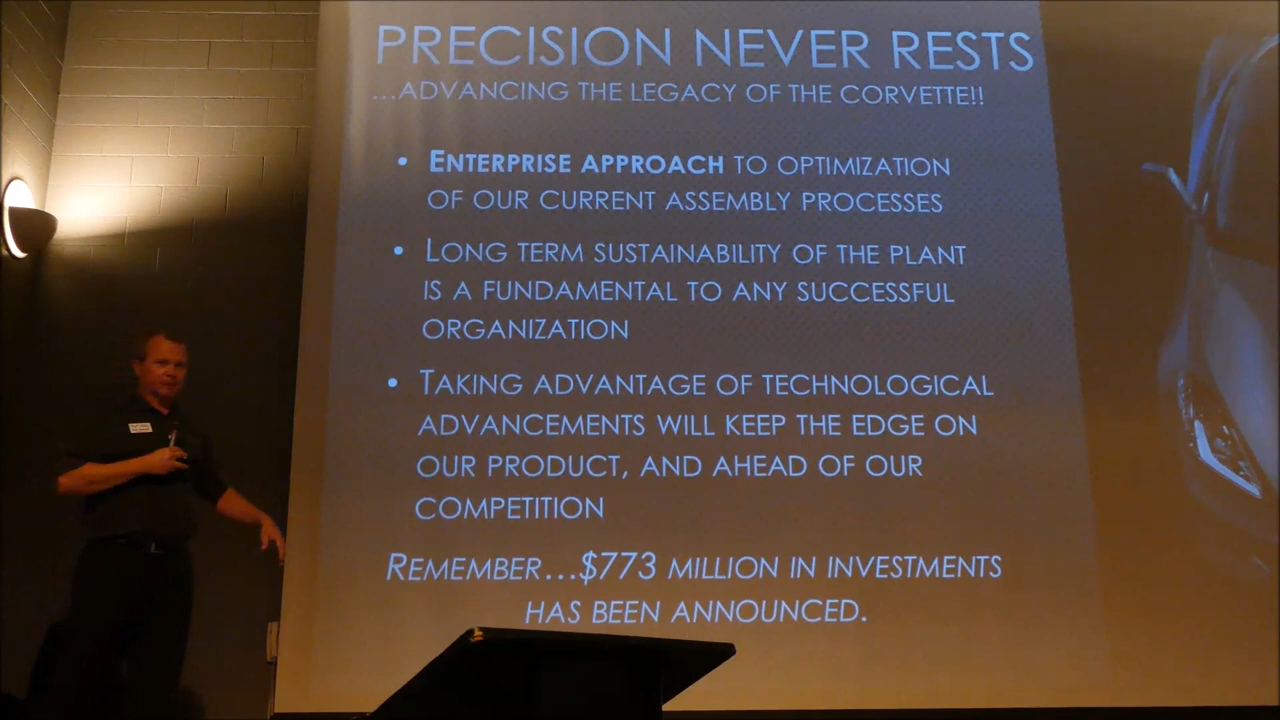 PRECISION NEVER RESTS
...ADVANCING THE LEGACY OF THE CORVETTE!!
• ENTERPRISE APPROACH TO OPTIMIZATION
OF OUR CURRENT ASSEMBLY PROCESSES
• LONG TERM SUSTAINABILITY OF THE PLANT
IS A FUNDAMENTAL TO ANY SUCCESSFUL
ORGANIZATION
• TAKING ADVANTAGE OF TECHNOLOGICAL
ADVANCEMENTS WILL KEEP THE EDGE ON
OUR PRODUCT, AND AHEAD OF OUR
COMPETITION
REMEMBER...$773 MILLION IN INVESTMENTS
HAS BEEN ANNOUNCED.